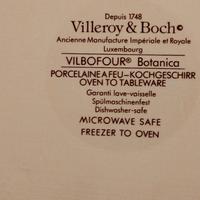 Depuis 1748
Villeroy & Boch©
Ancienne Manufacture Impériale et Royale
Luxembourg
VILBOFOUR® Botanica
PORCELAINE A FEU-KOCHGESCHIRR
OVEN TO TABLEWARE
Garanti lave-vaisselle
Spülmaschinenfest
Dishwasher-safe
MICROWAVE SAFE
FREEZER TO OVEN